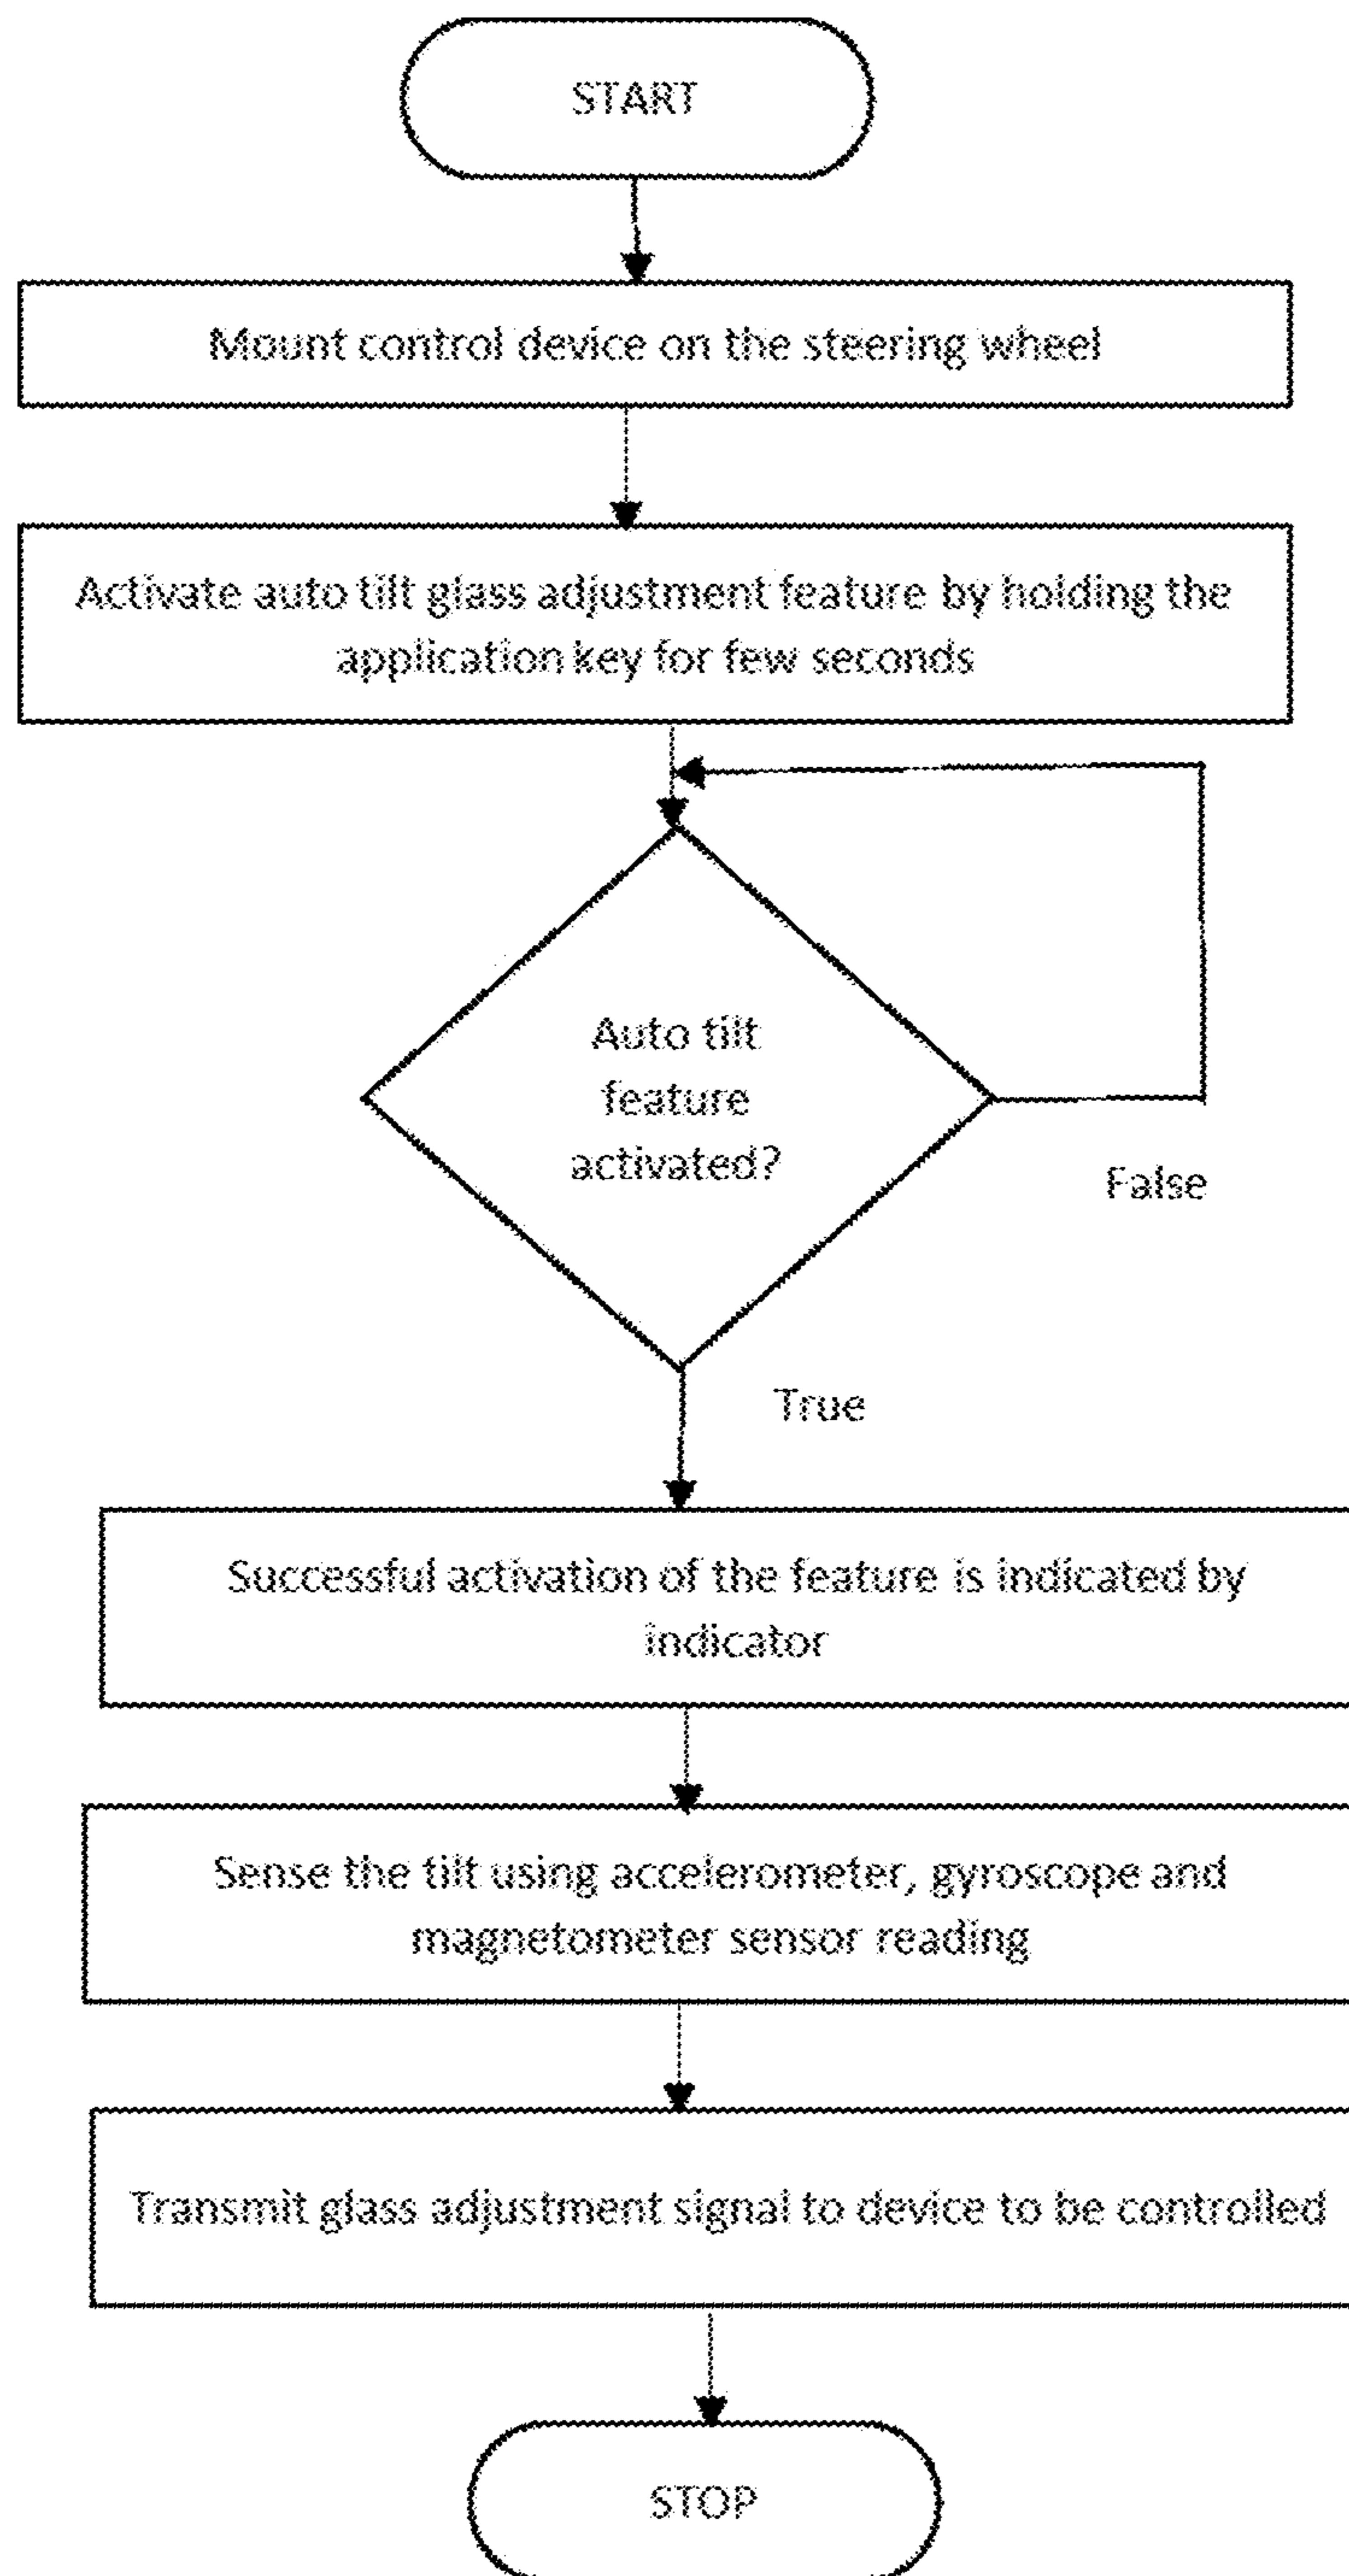 START
Mount control device on the steering wheel
Activate auto tilt glass adjustment feature by holding the
application key for few seconds
Auto tilt
feature
activated?
False
True
Successful activation of the feature is indicated by
indicator
Sense the tilt using accelerometer, gyroscope and
magnetometer sensor reading
Transmit glass adjustment signal to device to be controlled
STOP